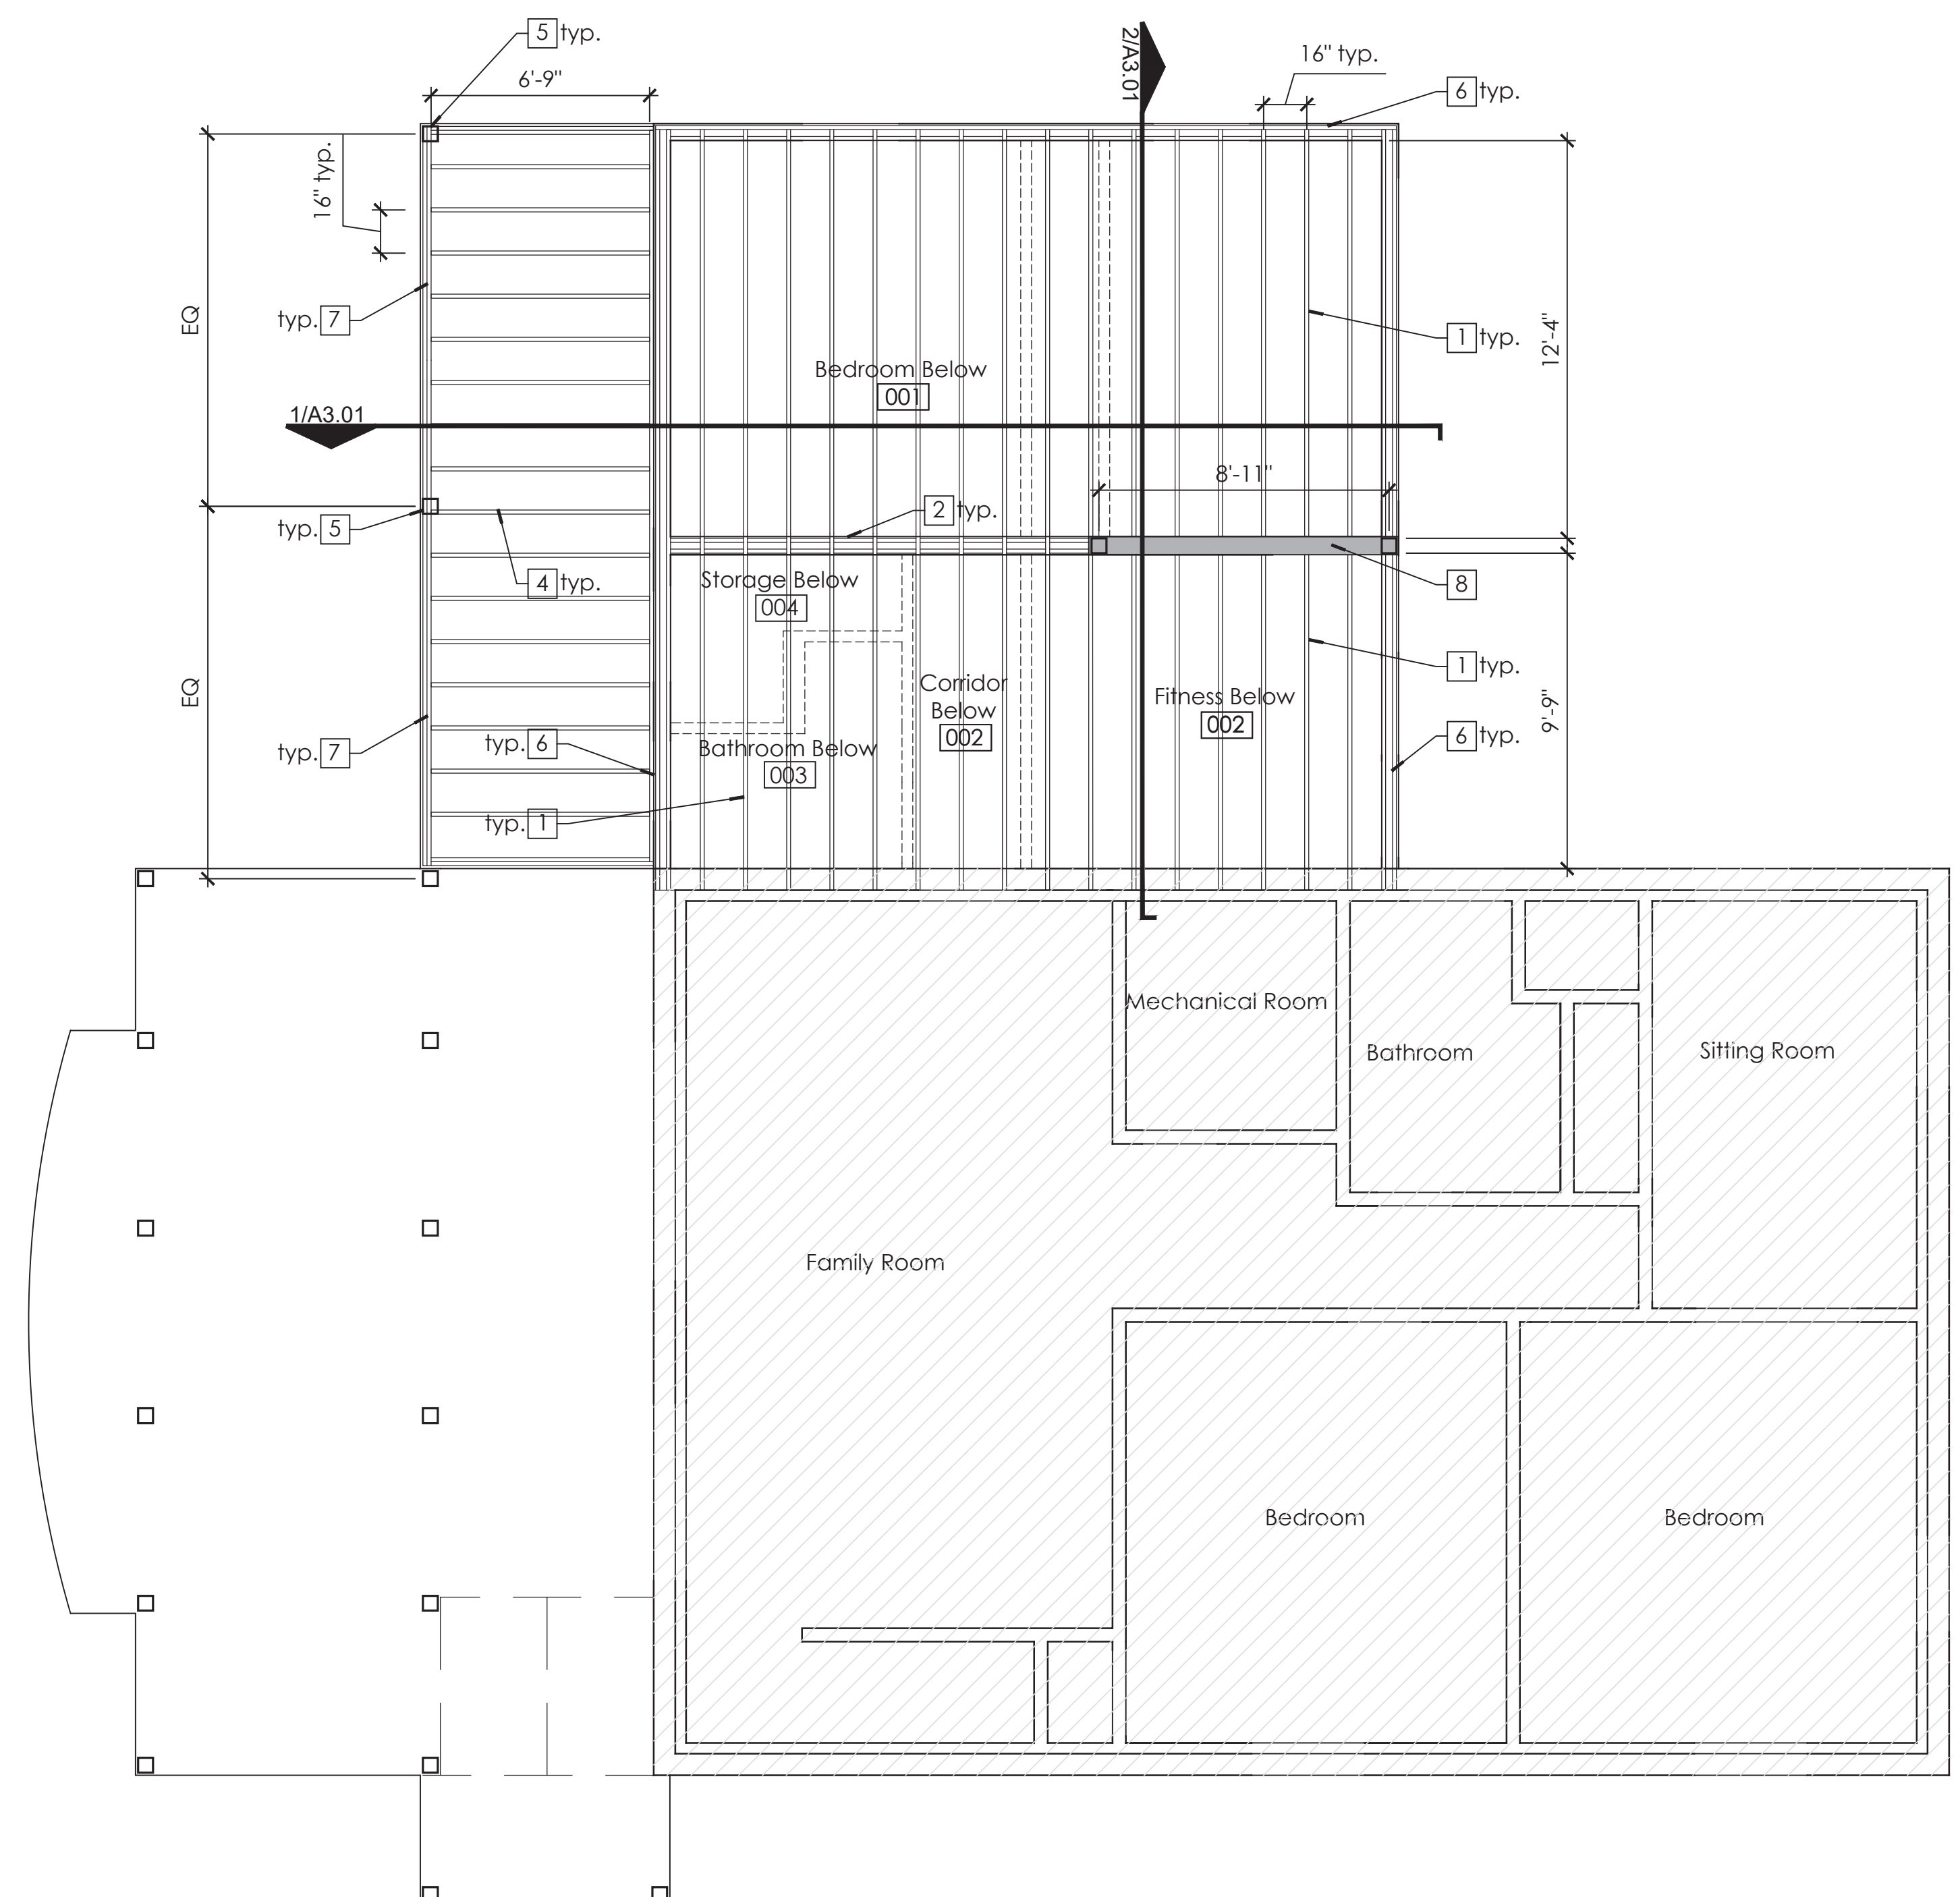 5 typ.
6'-9"
2/A3.01
16" typ.
6 typ.
16" typ.
EQ
typ. 7
Bedroom Below
001
1 typ.
12'-4"
1/A3.01
8'-11"
2 typ.
typ. 5
4 typ.
Storage Below
004
8
1 typ.
EQ
Corridor
Below
002
Fitness Below
002
9'-9"
typ. 7
typ. 6
Bathroom Below
003
6 typ.
typ. 1
Mechanical Room
Bathroom
Sitting Room
Family Room
Bedroom
Bedroom